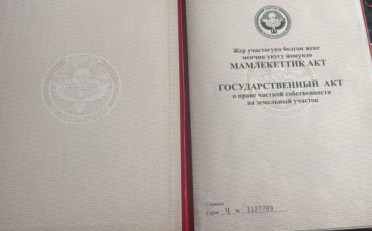 Жер участогуна болгон жеке
менчик укугу жөнүндө
МАМЛЕКЕТТИК АКТ
ГОСУДАРСТВЕННЫЙ АКТ
о праве частной собственности
на земельный участок
Серия Ч №